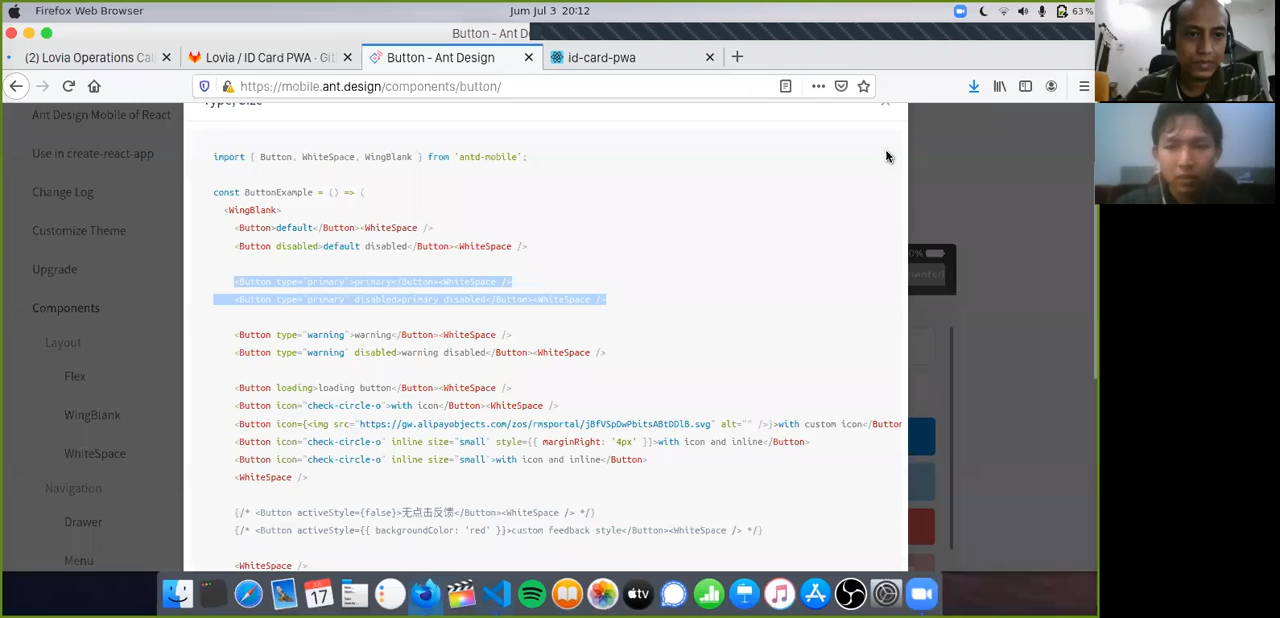 Firefox Web Browser
Jum Jul 3 20:12
63 %
Button - Ant D
(2) Lovia Operations Cal
Lovia / ID Card PWA · Git
Button - Ant Design
id-card-pwa
https://mobile.ant.design/components/button/
Ant Design Mobile of React
Use in create-react-app
Change Log
Customize Theme
Upgrade
Components
Layout
Flex
WingBlank
WhiteSpace
Navigation
Drawer
Menu
import { Button, WhiteSpace, WingBlank } from 'antd-mobile';
const ButtonExample = () => (
<WingBlank>
<Button>default</Button><WhiteSpace />
<Button disabled>default disabled</Button><WhiteSpace />
<Button type="primary">primary</Button><WhiteSpace />
<Button type="primary" disabled>primary disabled</Button><WhiteSpace />
<Button type="warning">warning</Button><WhiteSpace />
<Button type="warning" disabled>warning disabled</Button><WhiteSpace />
<Button loading>loading button</Button><WhiteSpace />
<Button icon="check-circle-o">with icon</Button><WhiteSpace />
<Button icon={<img src="https://gw.alipayobjects.com/zos/rmsportal/jBfVSpDwPbitsABtDDlB.svg" alt="" />}>with custom icon</Button
<Button icon="check-circle-o" inline size="small" style={{ marginRight: '4px' }}>with icon and inline</Button>
<Button icon="check-circle-o" inline size="small">with icon and inline</Button>
<WhiteSpace />
{/* <Button activeStyle={false}>无点击反馈</Button><WhiteSpace /> */}
{/* <Button activeStyle={{ backgroundColor: 'red' }}>custom feedback style</Button><WhiteSpace /> */}
<WhiteSpace />
0%
17
tv